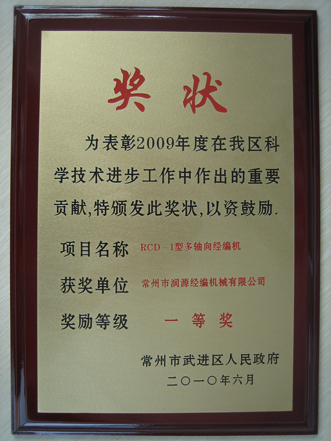 奖状
为表彰2009年度在我区科
学技术进步工作中作出的重要
贡献,特颁发此奖状,以资鼓励.
项目名称 RCD-1型多轴向经编机
获奖单位 常州市润源经编机械有限公司
奖励等级 一等奖
常州市武进区人民政府
二〇一〇年六月